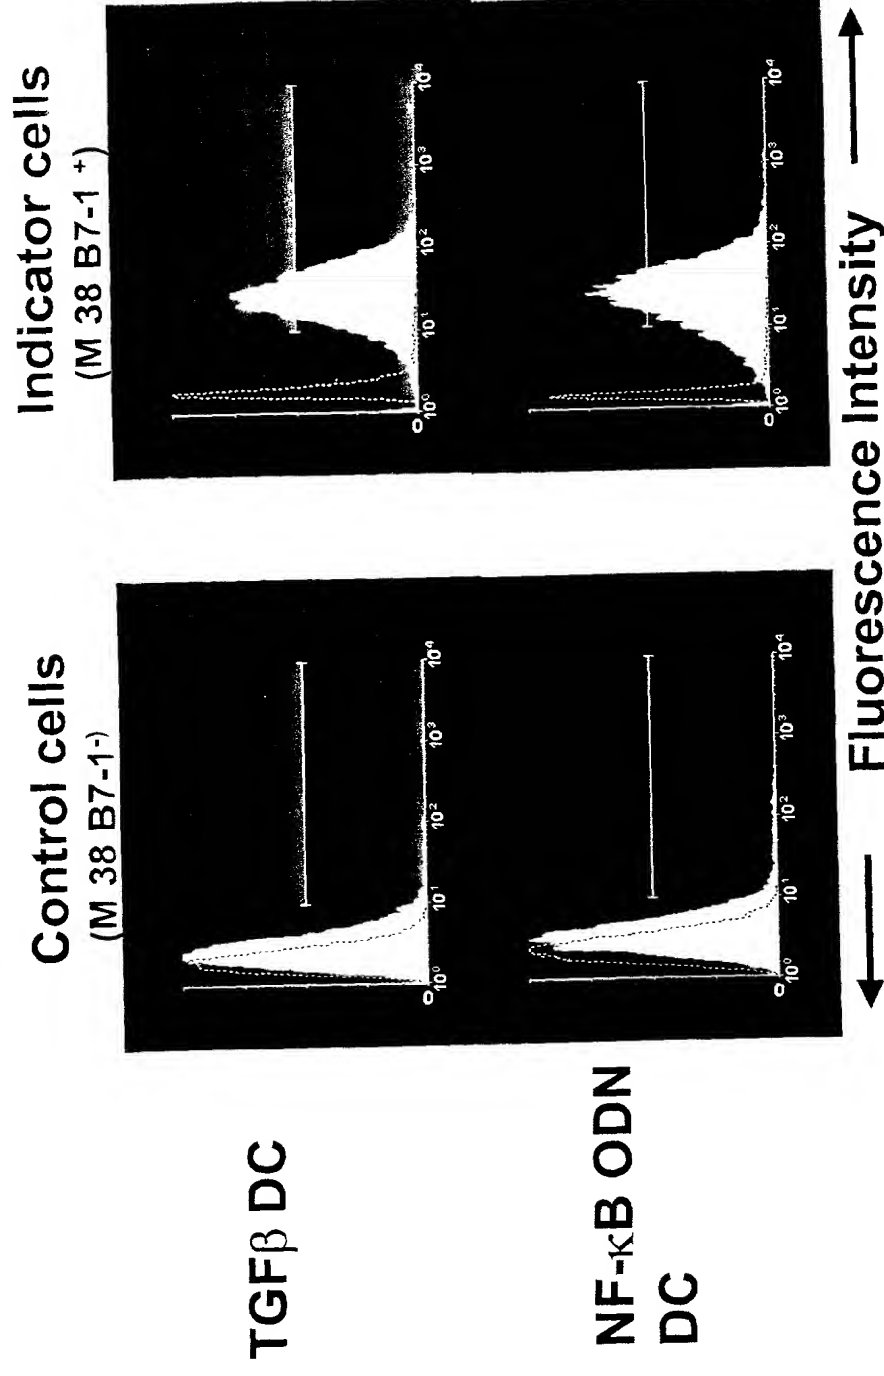 Control cells
(M 38 B7-1-)
Indicator cells
(M 38 B7-1 +)
TGFβ DC
0
10⁰ 10¹ 10² 10³ 10⁴
0
10⁰ 10¹ 10² 10³ 10⁴
NF-κB ODN
DC
0
10⁰ 10¹ 10² 10³ 10⁴
0
10⁰ 10¹ 10² 10³ 10⁴
Fluorescence Intensity